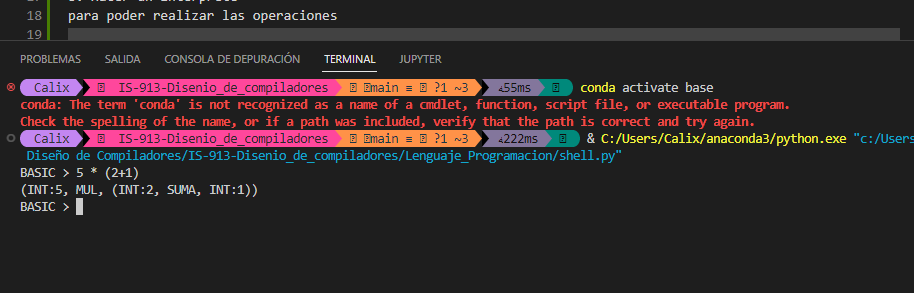 18 para poder realizar las operaciones
19
PROBLEMAS SALIDA CONSOLA DE DEPURACIÓN TERMINAL JUPYTER
Calix IS-913-Disenio_de_compiladores main ≡ ?1 ~3 55ms conda activate base
conda: The term 'conda' is not recognized as a name of a cmdlet, function, script file, or executable program.
Check the spelling of the name, or if a path was included, verify that the path is correct and try again.
Calix IS-913-Disenio_de_compiladores main ≡ ?1 ~3 222ms & C:/Users/Calix/anaconda3/python.exe "c:/Users
Diseño de Compiladores/IS-913-Disenio_de_compiladores/Lenguaje_Programacion/shell.py"
BASIC > 5 * (2+1)
(INT:5, MUL, (INT:2, SUMA, INT:1))
BASIC >